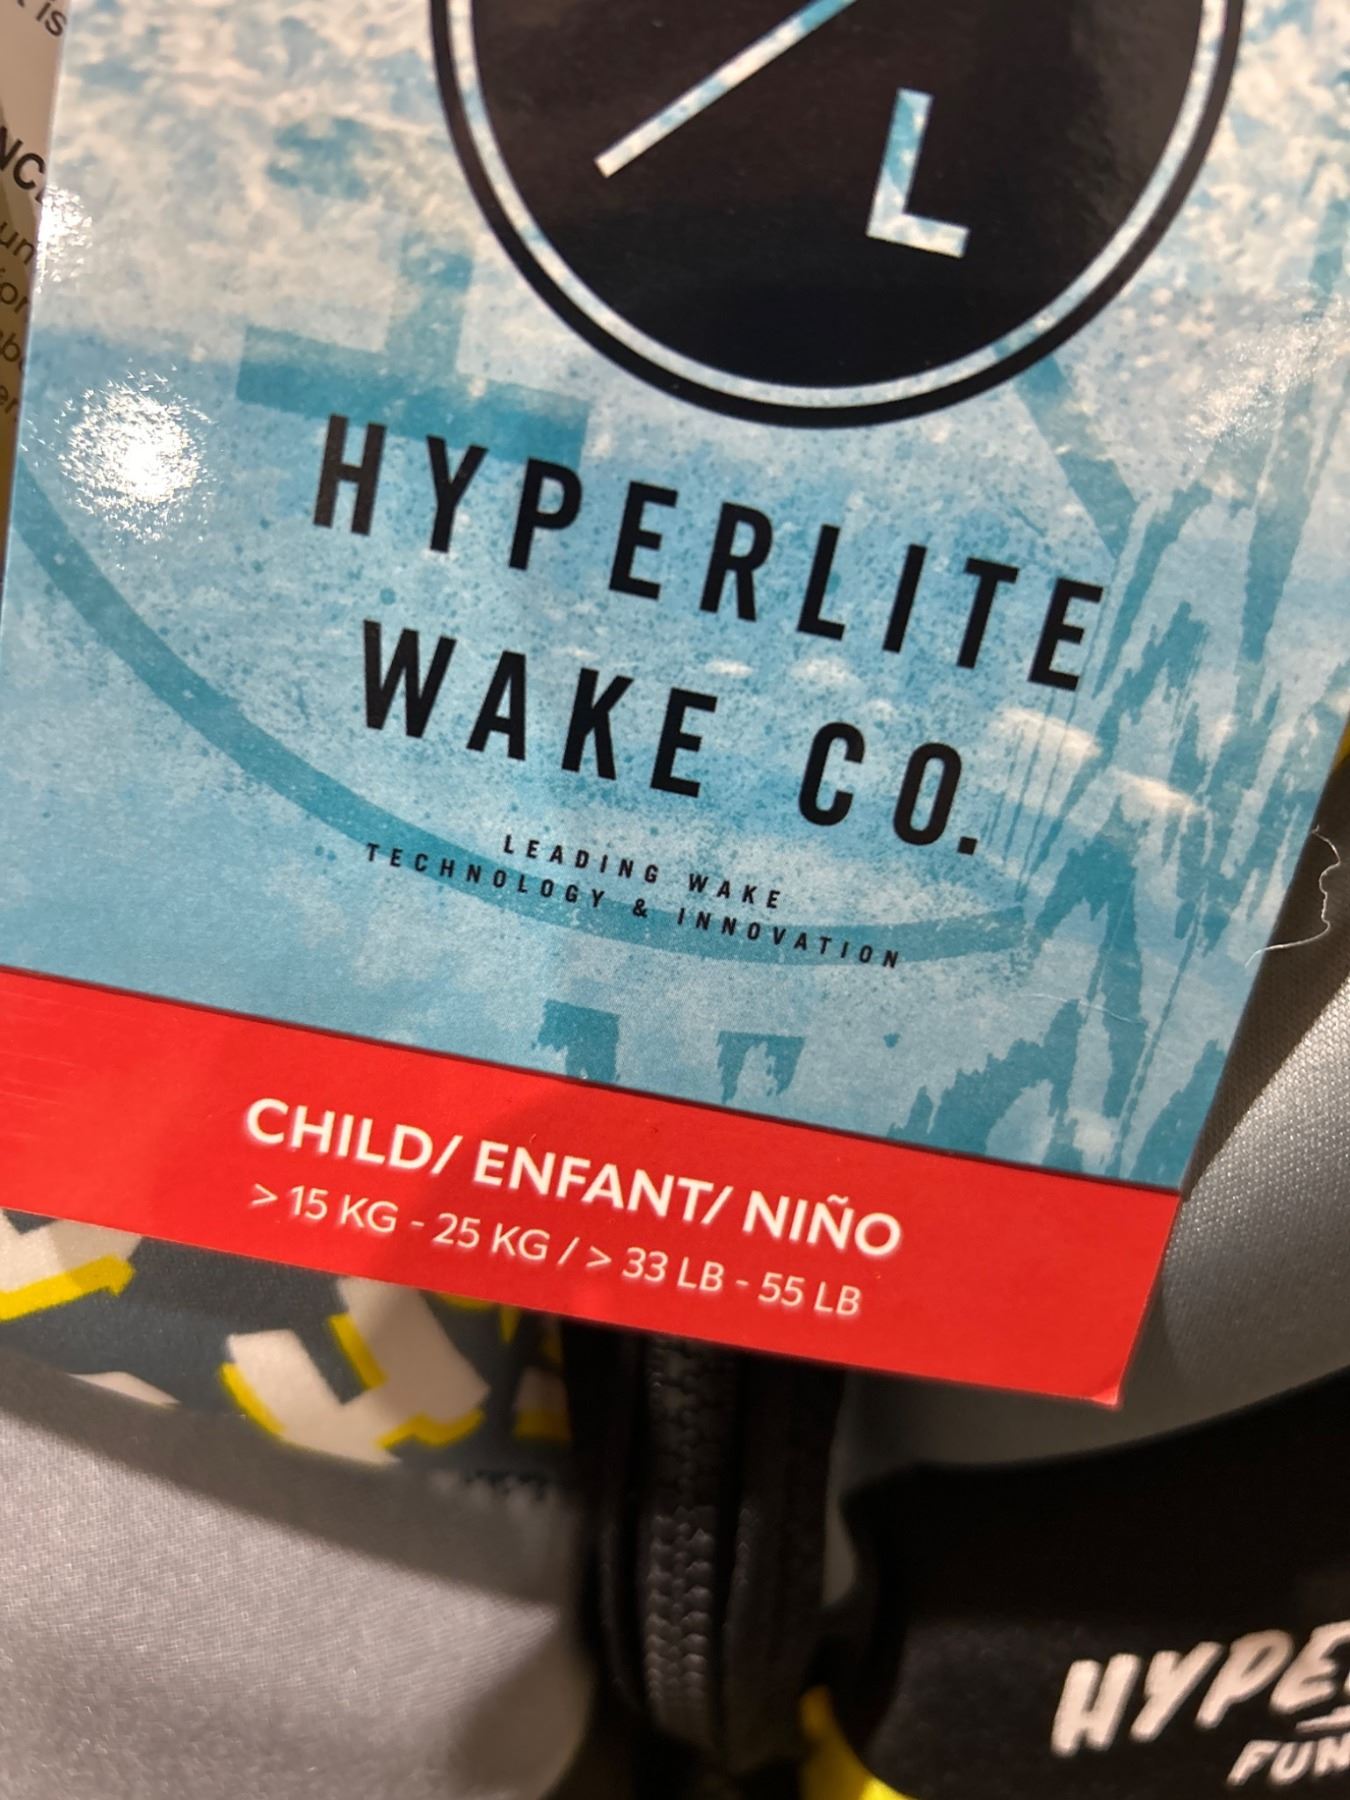 L
HYPERLITE
WAKE CO.
LEADING WAKE
TECHNOLOGY & INNOVATION
CHILD/ ENFANT/ NIÑO
> 15 KG - 25 KG / > 33 LB - 55 LB